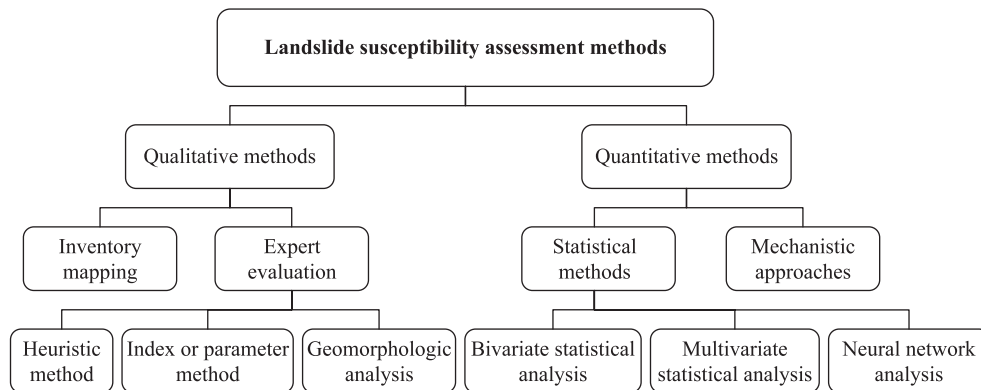 Landslide susceptibility assessment methods
Qualitative methods
Quantitative methods
Inventory
mapping
Expert
evaluation
Statistical
methods
Mechanistic
approaches
Heuristic
method
Index or parameter
method
Geomorphologic
analysis
Bivariate statistical
analysis
Multivariate
statistical analysis
Neural network
analysis